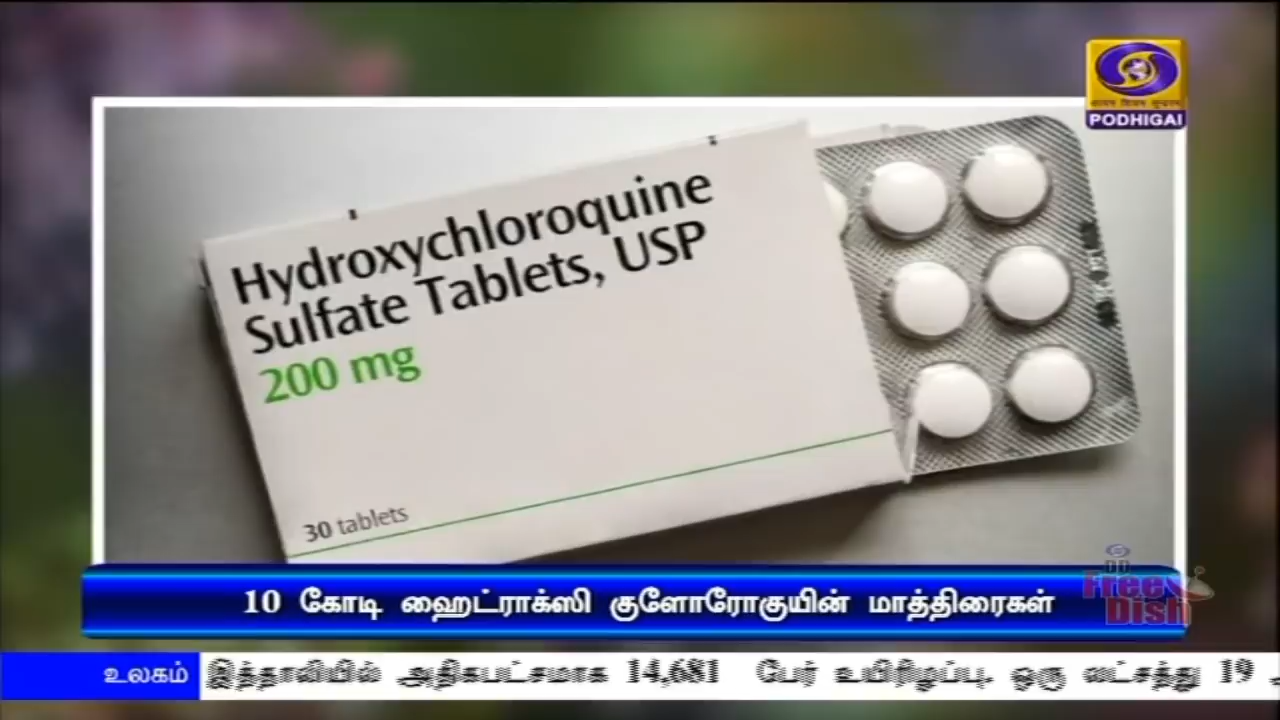 PODHIGAI
Hydroxychloroquine
Sulfate Tablets, USP
200 mg
30 tablets
10 கோடி ஹைட்ராக்ஸி குளோரோகுயின் மாத்திரைகள்
DD
Free
Dish
உலகம்
இத்தாலியில் அதிகபட்சமாக 14,681 பேர் உயிரிழப்பு. ஒரு லட்சத்து 19